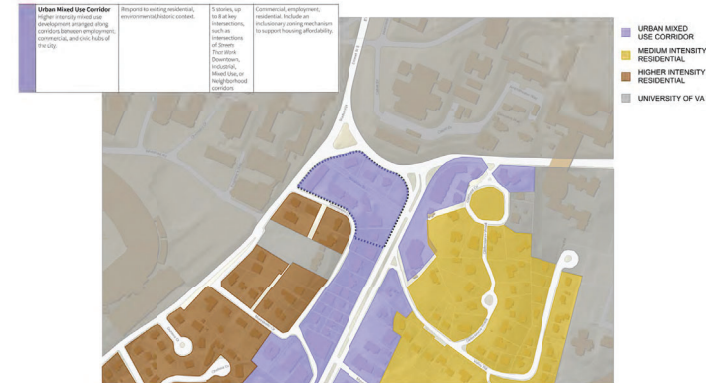 Urban Mixed Use Corridor
Higher intensity mixed use
development arranged along
corridors between employment,
commercial, and civic hubs of
the city.
Respond to exiting residential,
environmental/historic context.
5 stories, up
to 8 at key
intersections,
such as
intersections
of Streets
That Work
Downtown,
Industrial,
Mixed Use, or
Neighborhood
corridors
Commercial, employment,
residential. Include an
inclusionary zoning mechanism
to support housing affordability.
URBAN MIXED
USE CORRIDOR
MEDIUM INTENSITY
RESIDENTIAL
HIGHER INTENSITY
RESIDENTIAL
UNIVERSITY OF VA